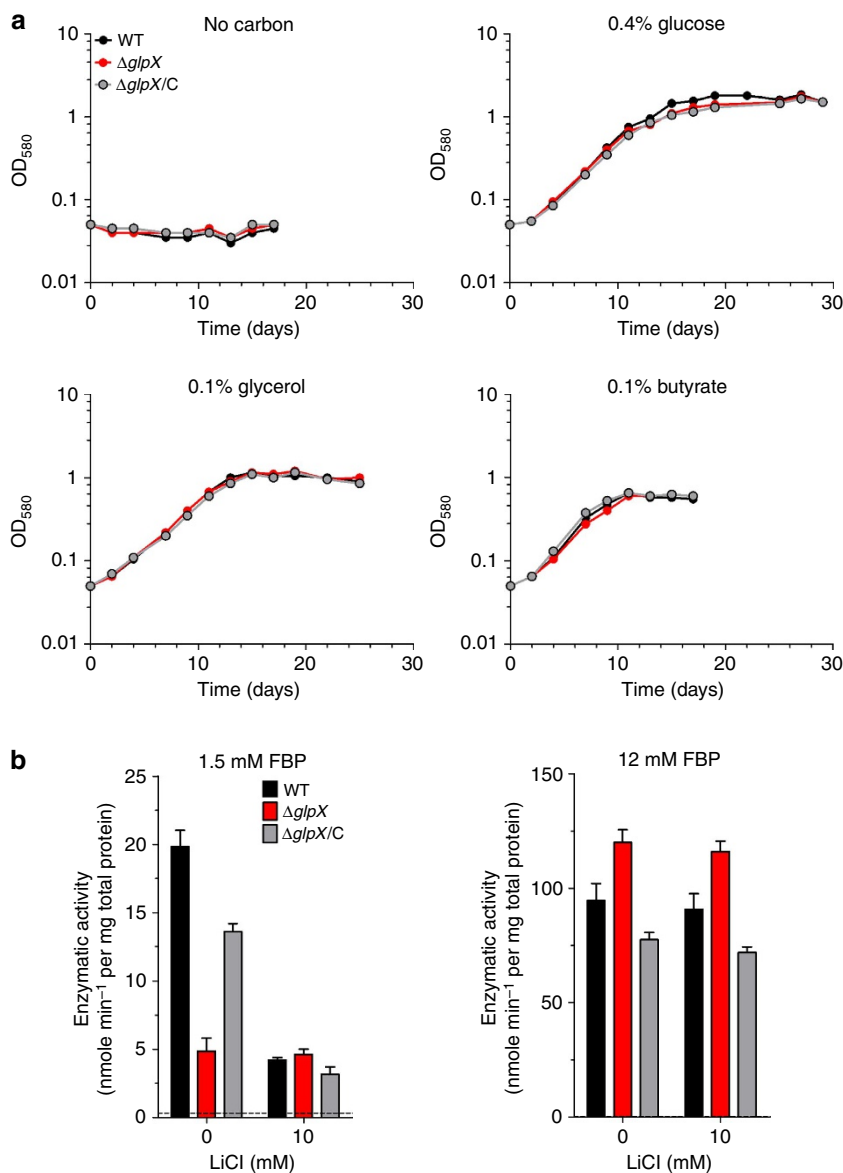 a
No carbon
WT
ΔglpX
ΔglpX/C
OD580
10
1
0.1
0.01
0 10 20 30
Time (days)
0.4% glucose
OD580
10
1
0.1
0.01
0 10 20 30
Time (days)
0.1% glycerol
OD580
10
1
0.1
0.01
0 10 20 30
Time (days)
0.1% butyrate
OD580
10
1
0.1
0.01
0 10 20 30
Time (days)
b
1.5 mM FBP
WT
ΔglpX
ΔglpX/C
Enzymatic activity
(nmole min⁻¹ per mg total protein)
25
20
15
10
5
0
0 10
LiCl (mM)
12 mM FBP
Enzymatic activity
(nmole min⁻¹ per mg total protein)
150
100
50
0
0 10
LiCl (mM)